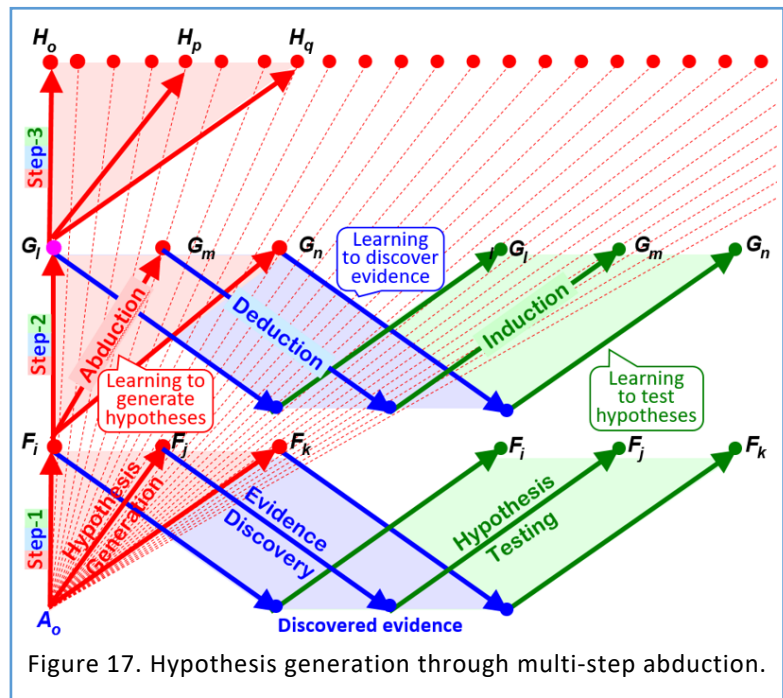 Hₒ Hₚ H_q
Step-3
Gₗ Gₘ Gₙ Gₗ Gₘ Gₙ
Learning
to discover
evidence
Step-2
Abduction
Deduction
Induction
Learning to
generate
hypotheses
Learning
to test
hypotheses
Fᵢ Fⱼ Fₖ Fᵢ Fⱼ Fₖ
Step-1
Hypothesis
Generation
Evidence
Discovery
Hypothesis
Testing
Aₒ
Discovered evidence
Figure 17. Hypothesis generation through multi-step abduction.